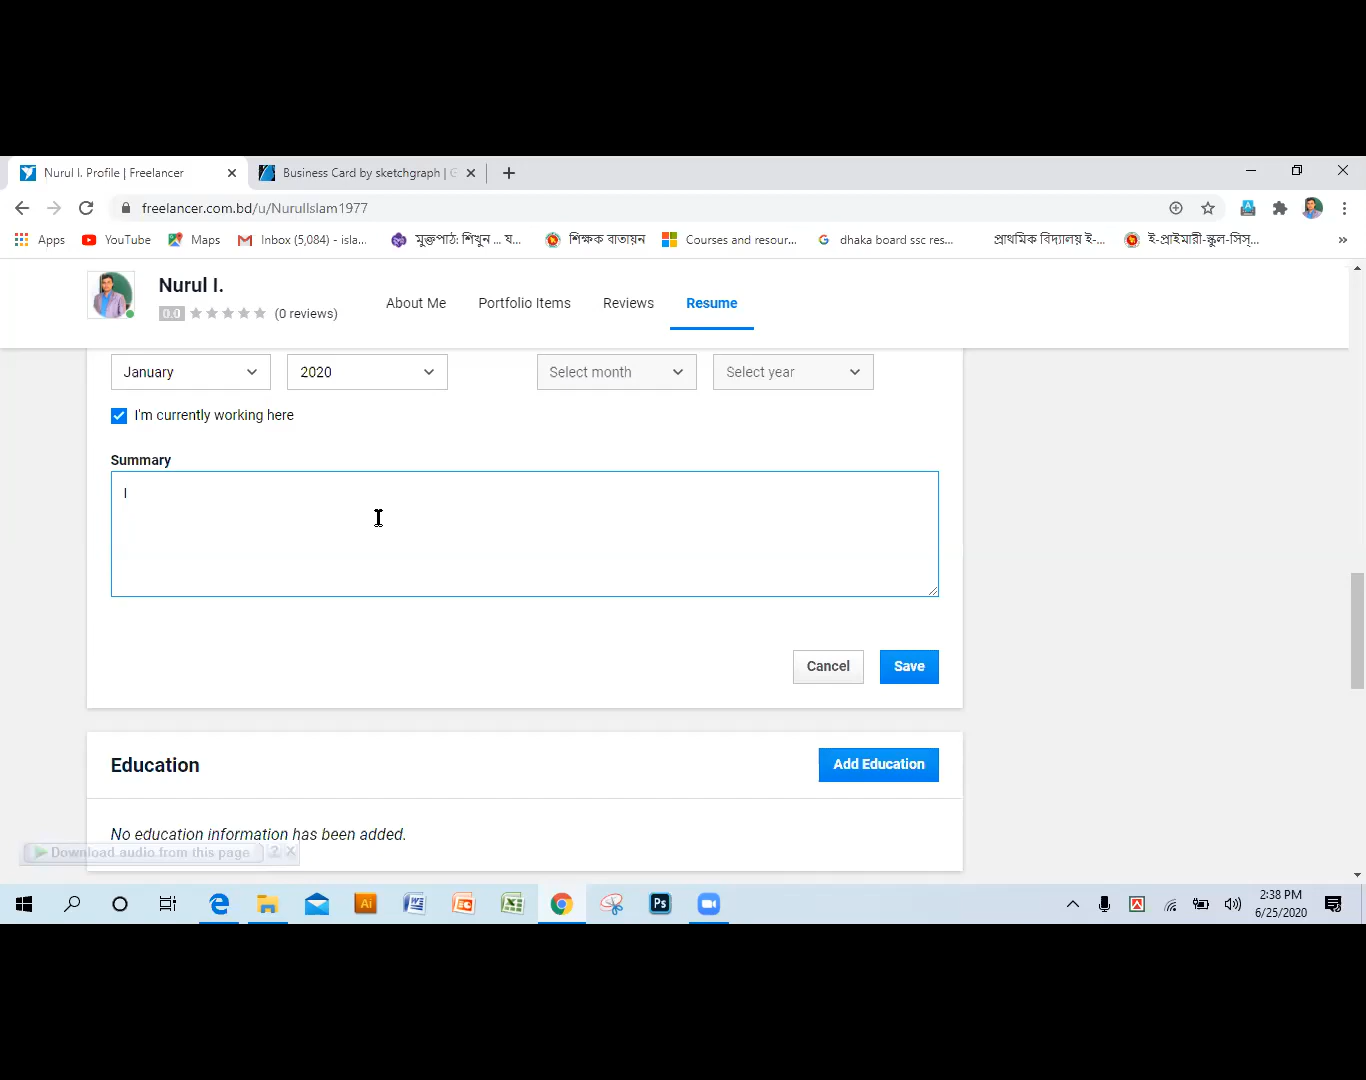 Nurul I. Profile | Freelancer
Business Card by sketchgraph |
freelancer.com.bd/u/NurulIslam1977
Apps
YouTube
Maps
Inbox (5,084) - isla...
মুক্তপাঠ: শিখুন ... য...
শিক্ষক বাতায়ন
Courses and resour...
dhaka board ssc res...
প্রাথমিক বিদ্যালয় ই-...
ই-প্রাইমারী-স্কুল-সিস্...
»
Nurul I.
0.0
(0 reviews)
About Me
Portfolio Items
Reviews
Resume
January
2020
Select month
Select year
I'm currently working here
Summary
I
Cancel
Save
Education
Add Education
No education information has been added.
Download audio from this page
?
Ai
Ps
2:38 PM
6/25/2020